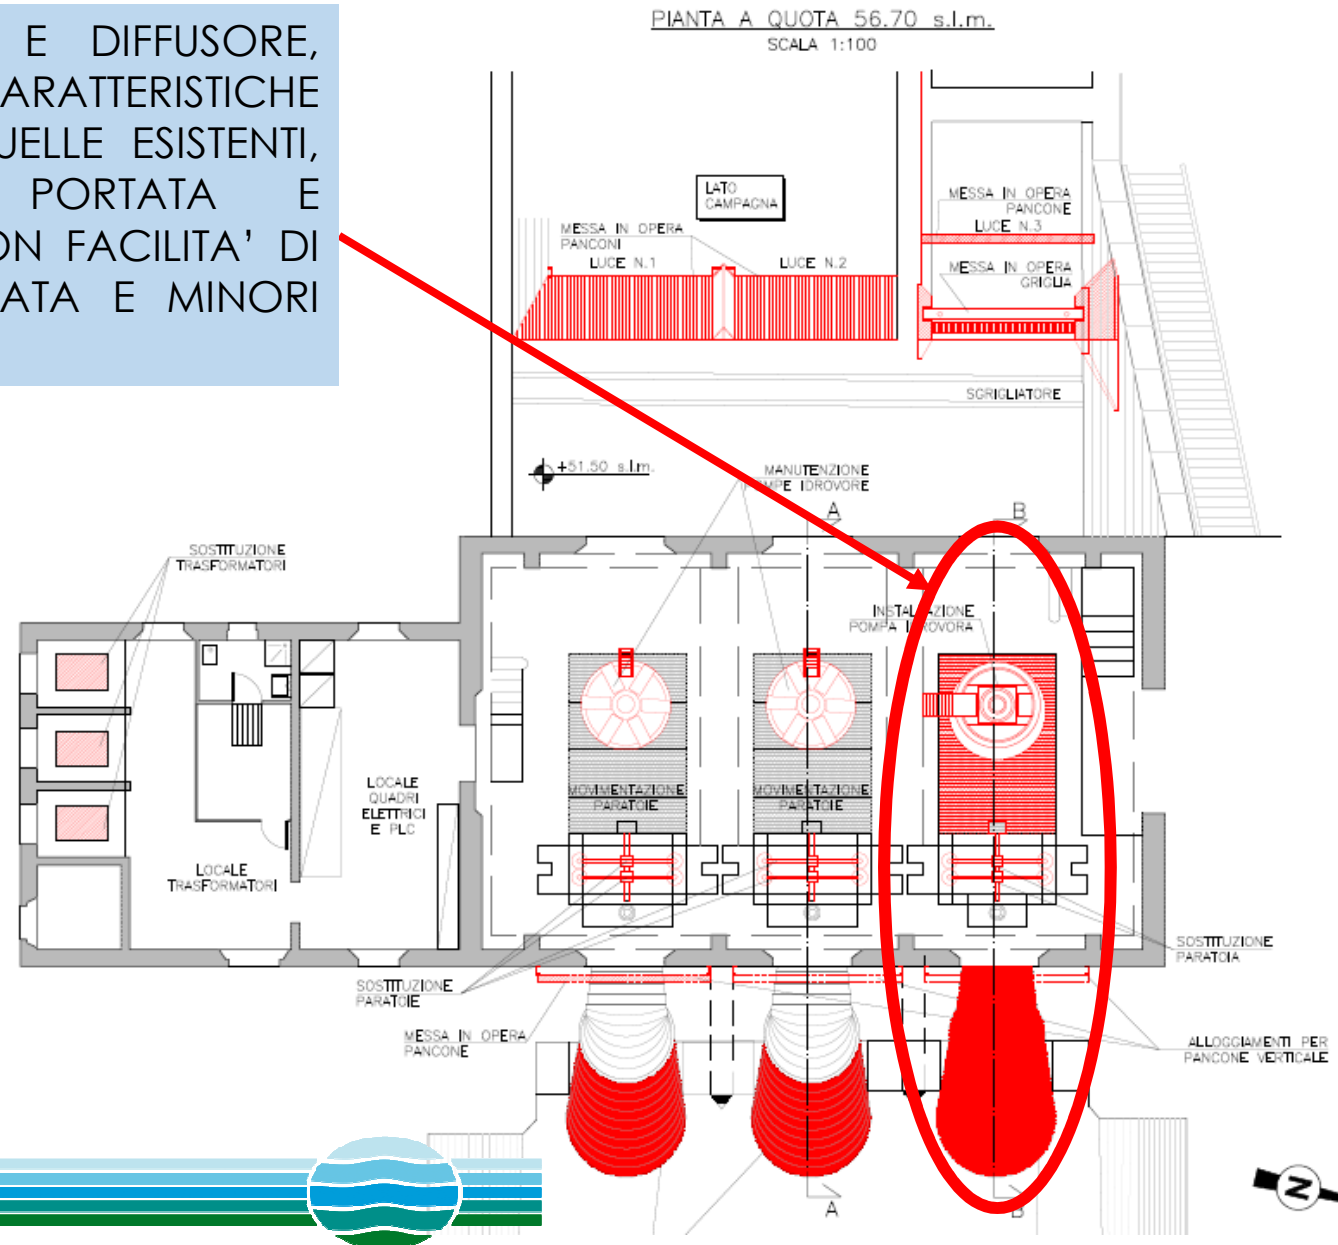 E DIFFUSORE,
ARATTERISTICHE
UELLE ESISTENTI,
PORTATA E
ON FACILITA' DI
ATA E MINORI
PIANTA A QUOTA 56.70 s.l.m.
SCALA 1:100
LATO
CAMPAGNA
MESSA IN OPERA
PANCONI
LUCE N.1
LUCE N.2
MESSA IN OPERA
PANCONE
LUCE N.3
MESSA IN OPERA
GRIGLIA
SGRIGLIATORE
+51.50 s.l.m.
MANUTENZIONE
MPE IDROVORE
A
B
SOSTITUZIONE
TRASFORMATORI
INSTALLAZIONE
POMPA IDROVORA
LOCALE
QUADRI
ELETTRICI
E PLC
MOVIMENTAZIONE
PARATOIE
MOVIMENTAZIONE
PARATOIE
LOCALE
TRASFORMATORI
SOSTITUZIONE
PARATOIA
SOSTITUZIONE
PARATOIE
MESSA IN OPERA
PANCONE
ALLOGGIAMENTI PER
PANCONE VERTICALE
A
B
N